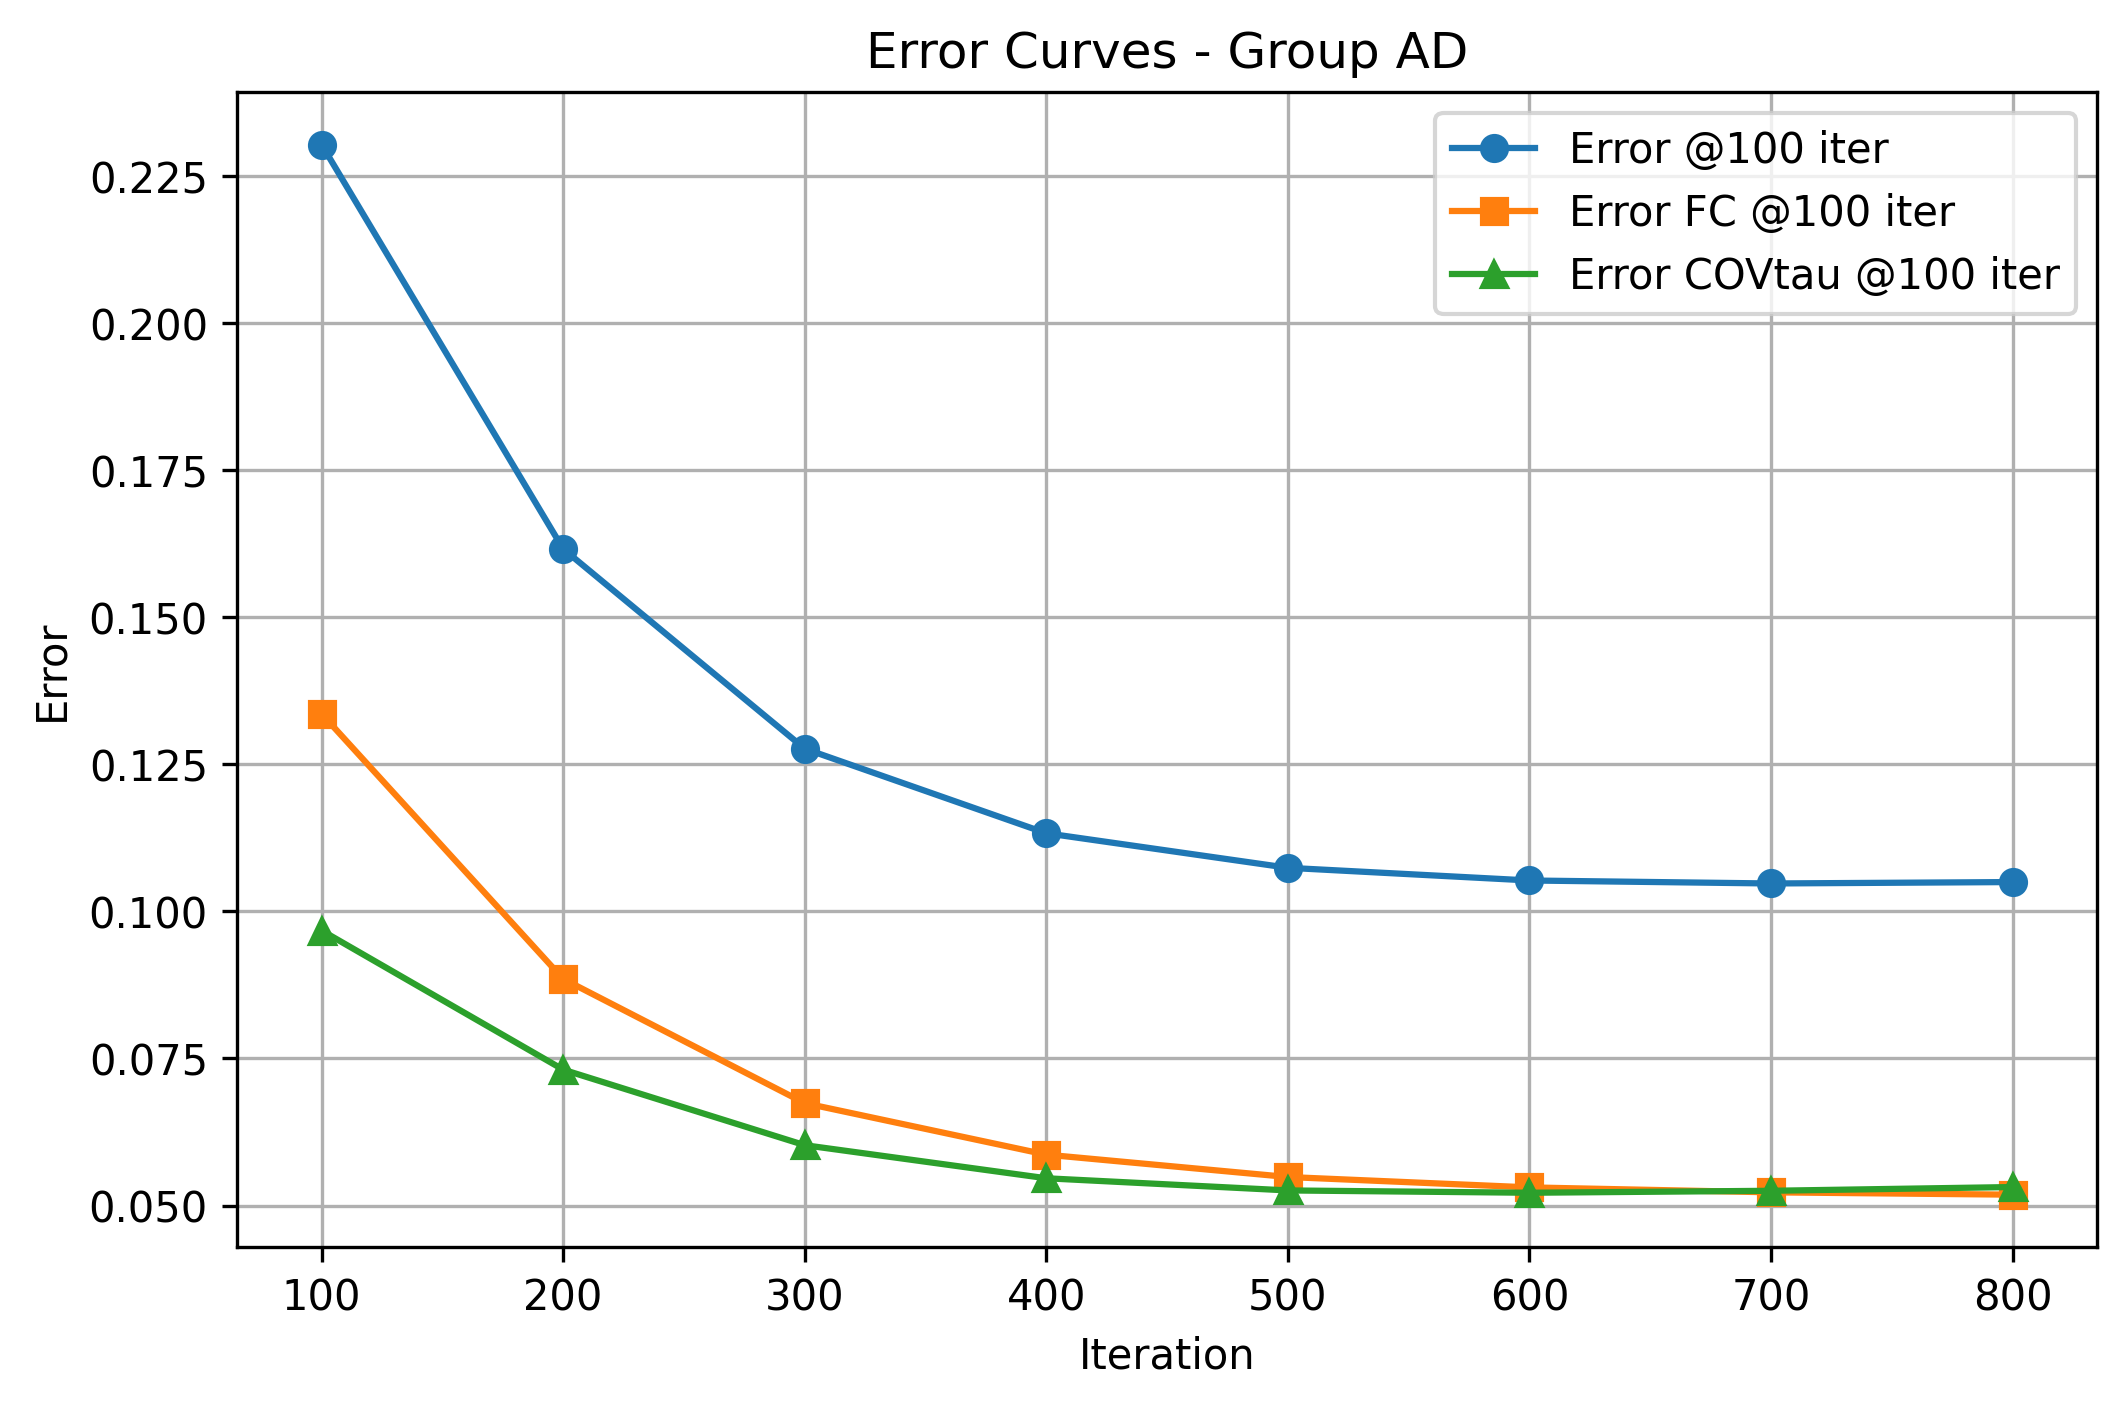 Error Curves - Group AD
Error @100 iter
Error FC @100 iter
Error COVtau @100 iter
Error
0.225
0.200
0.175
0.150
0.125
0.100
0.075
0.050
100 200 300 400 500 600 700 800
Iteration